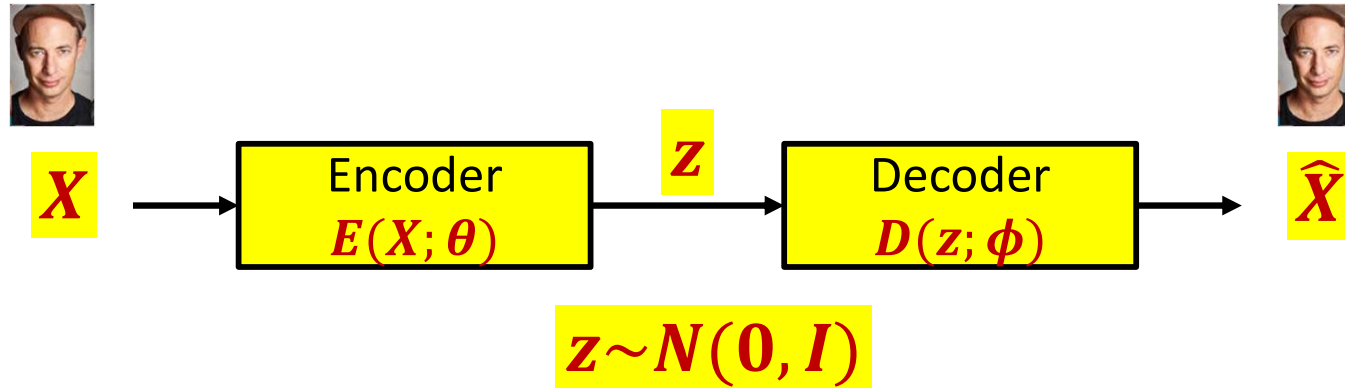 X
Encoder
E(X; θ)
z
Decoder
D(z; ϕ)
X̂
z~N(0, I)